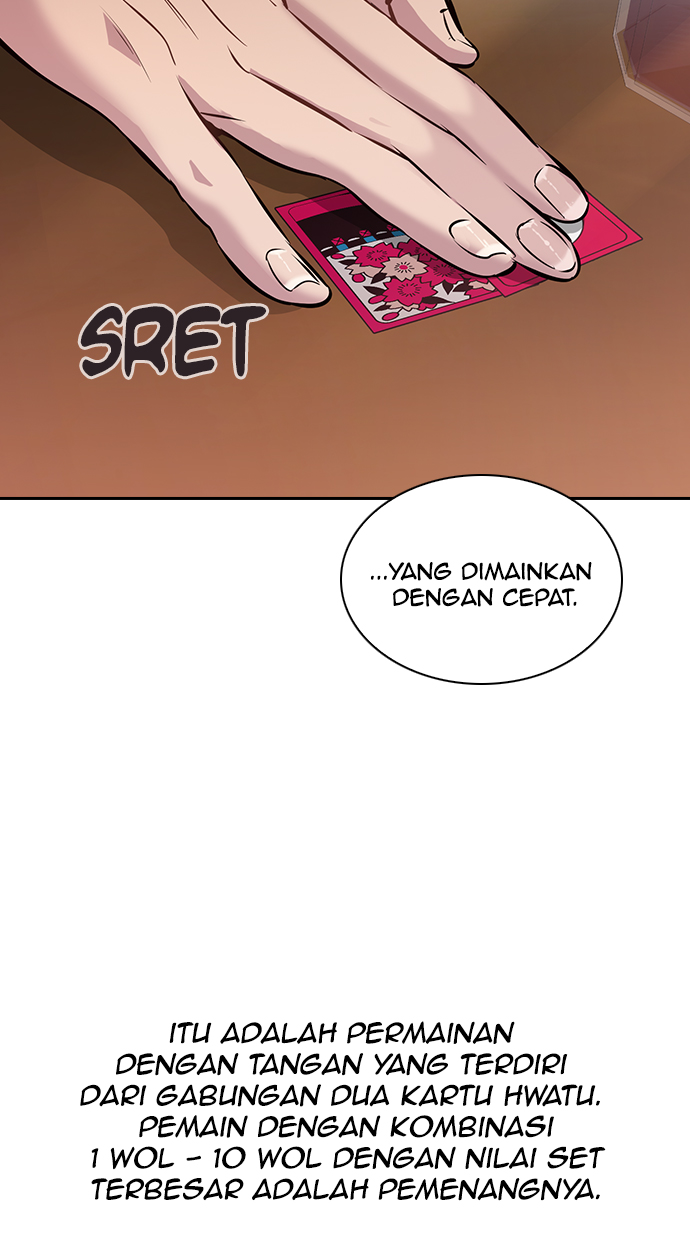 SRET
...YANG DIMAINKAN
DENGAN CEPAT.
ITU ADALAH PERMAINAN
DENGAN TANGAN YANG TERDIRI
DARI GABUNGAN DUA KARTU HWATU.
PEMAIN DENGAN KOMBINASI
1 WOL - 10 WOL DENGAN NILAI SET
TERBESAR ADALAH PEMENANGNYA.